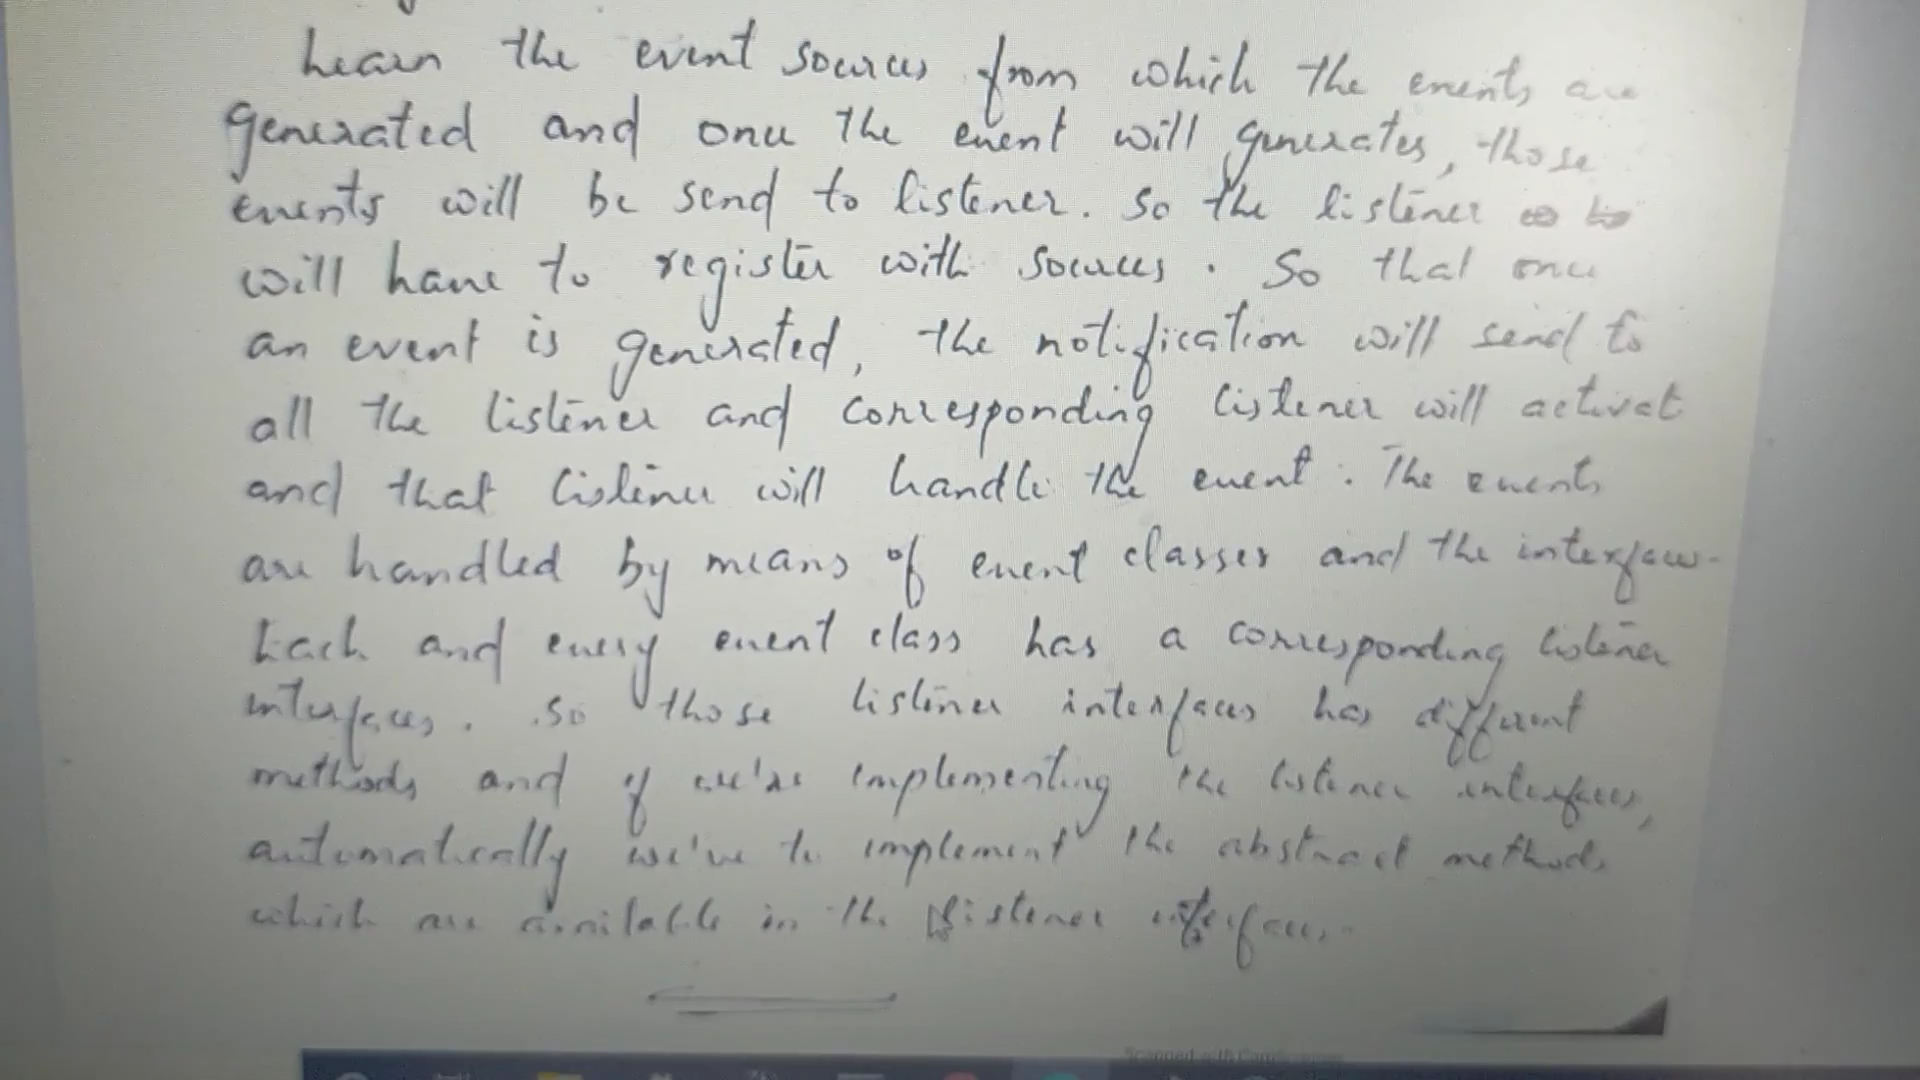 Learn the event sources from which the events are
generated and once the event will generates, those
events will be send to listener. So the listener
will have to register with sources. So that once
an event is generated, the notification will send to
all the listener and corresponding listener will activat
and that listener will handle the event. The events
are handled by means of event classes and the interfaces.
Each and every event class has a corresponding listener
interfaces. So those listener interfaces has different
methods and if we're implementing the listener interfaces,
automatically we've to implement the abstract methods
which are available in the listener interfaces.
Scanned with CamScanner